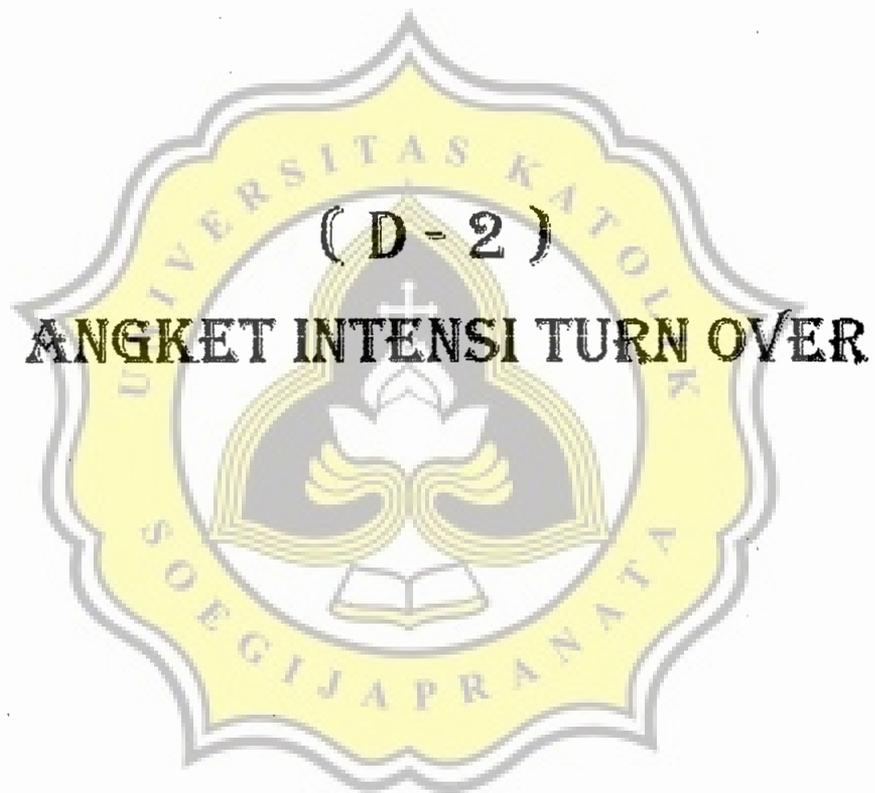 UNIVERSITAS KATOLIK
( D - 2 )
ANGKET INTENSI TURN OVER
SOEGIJAPRANATA